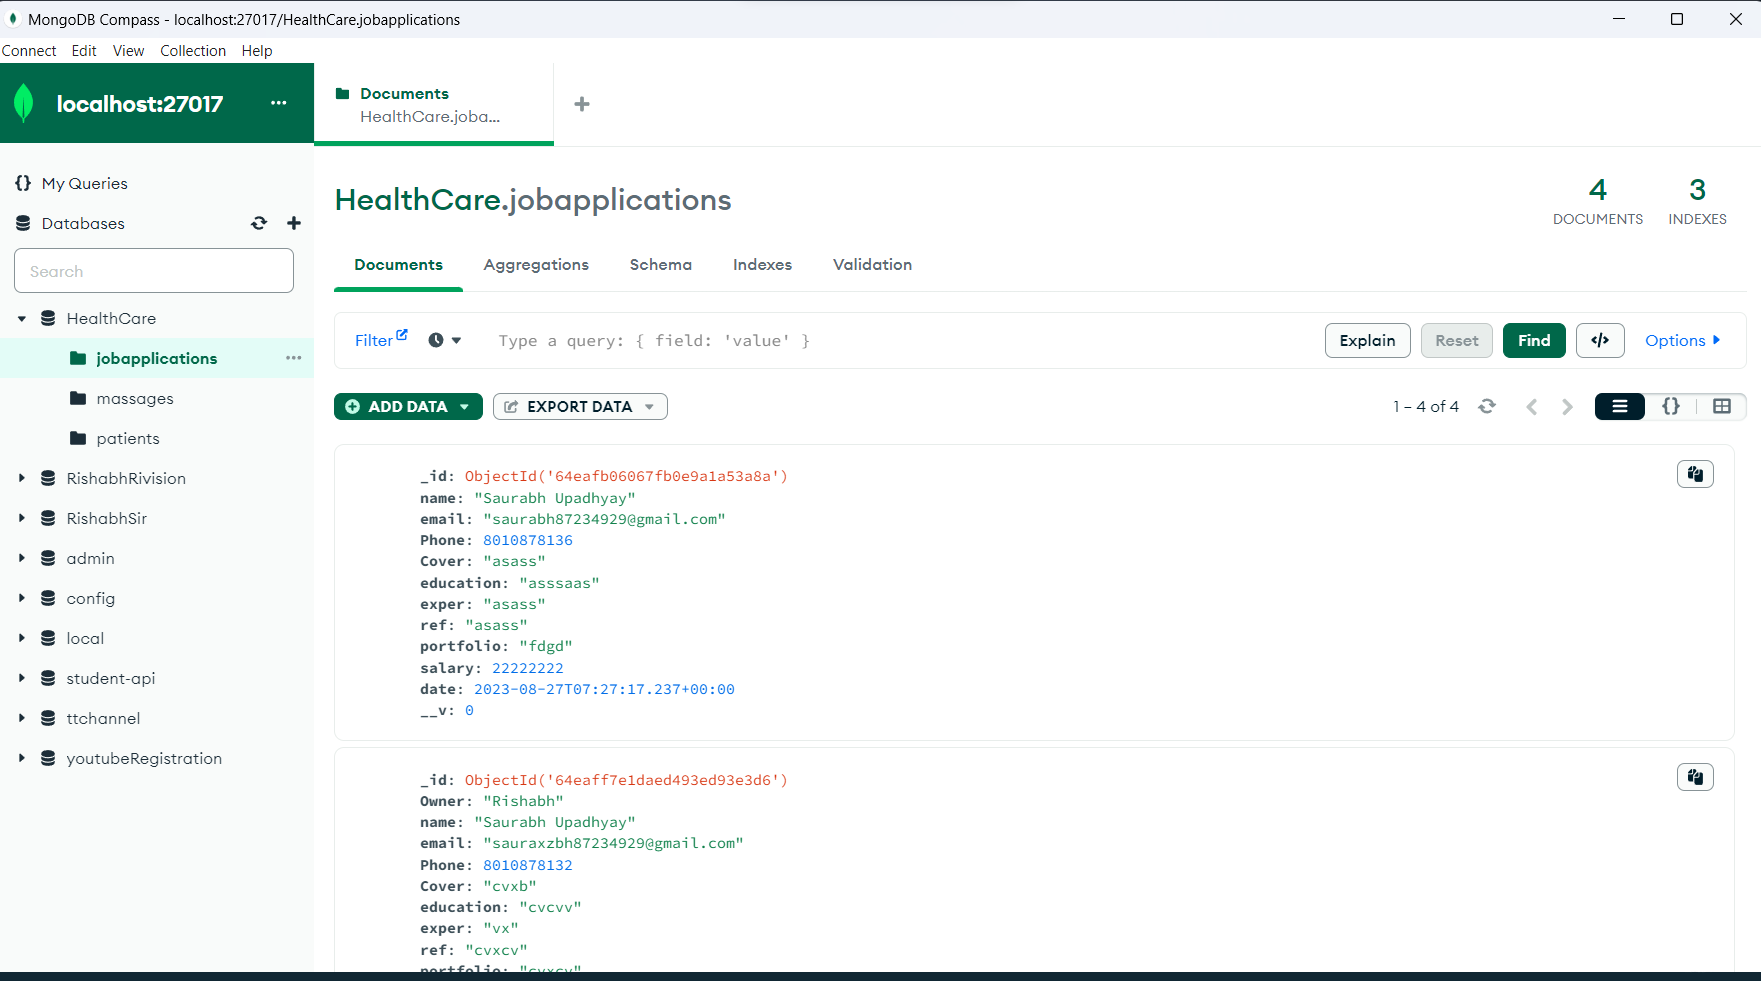 MongoDB Compass - localhost:27017/HealthCare.jobapplications
Connect Edit View Collection Help
localhost:27017 ...
Documents
HealthCare.joba...
{} My Queries
Databases
Search
HealthCare
jobapplications ...
massages
patients
RishabhRivision
RishabhSir
admin
config
local
student-api
ttchannel
youtubeRegistration
HealthCare.jobapplications
4
DOCUMENTS
3
INDEXES
Documents Aggregations Schema Indexes Validation
Filter Type a query: { field: 'value' } Explain Reset Find </> Options
ADD DATA EXPORT DATA 1 – 4 of 4 {}
_id: ObjectId('64eafb06067fb0e9a1a53a8a')
name: "Saurabh Upadhyay"
email: "saurabh87234929@gmail.com"
Phone: 8010878136
Cover: "asass"
education: "asssaas"
exper: "asass"
ref: "asass"
portfolio: "fdgd"
salary: 22222222
date: 2023-08-27T07:27:17.237+00:00
__v: 0
_id: ObjectId('64eaff7e1daed493ed93e3d6')
Owner: "Rishabh"
name: "Saurabh Upadhyay"
email: "sauraxzbh87234929@gmail.com"
Phone: 8010878132
Cover: "cvxb"
education: "cvcvv"
exper: "vx"
ref: "cvxcv"
portfolio: "cvxcv"